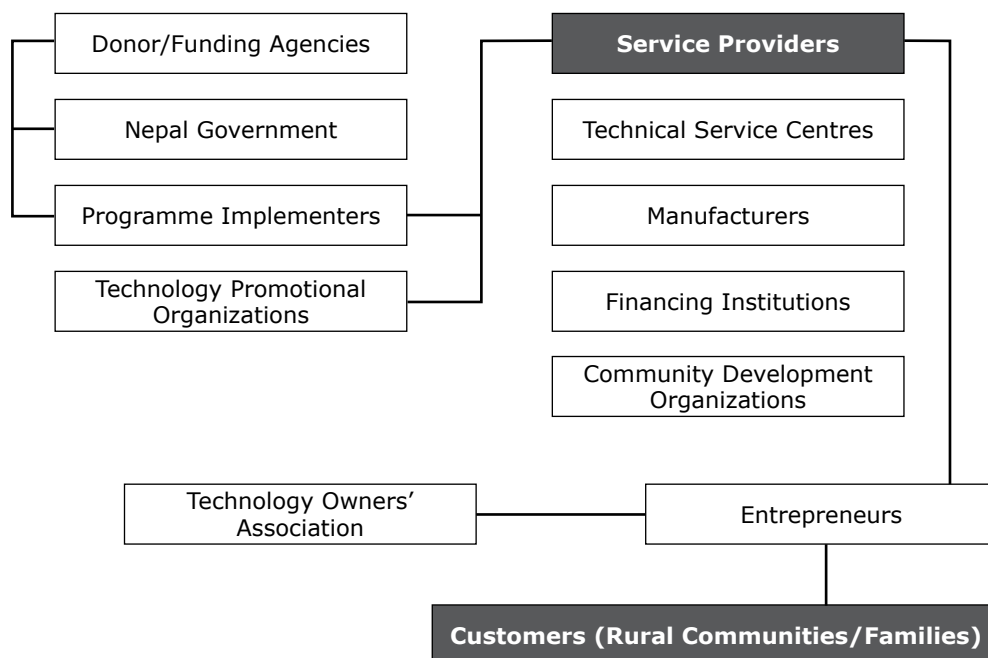 Donor/Funding Agencies
Nepal Government
Programme Implementers
Technology Promotional
Organizations
Service Providers
Technical Service Centres
Manufacturers
Financing Institutions
Community Development
Organizations
Technology Owners’
Association
Entrepreneurs
Customers (Rural Communities/Families)